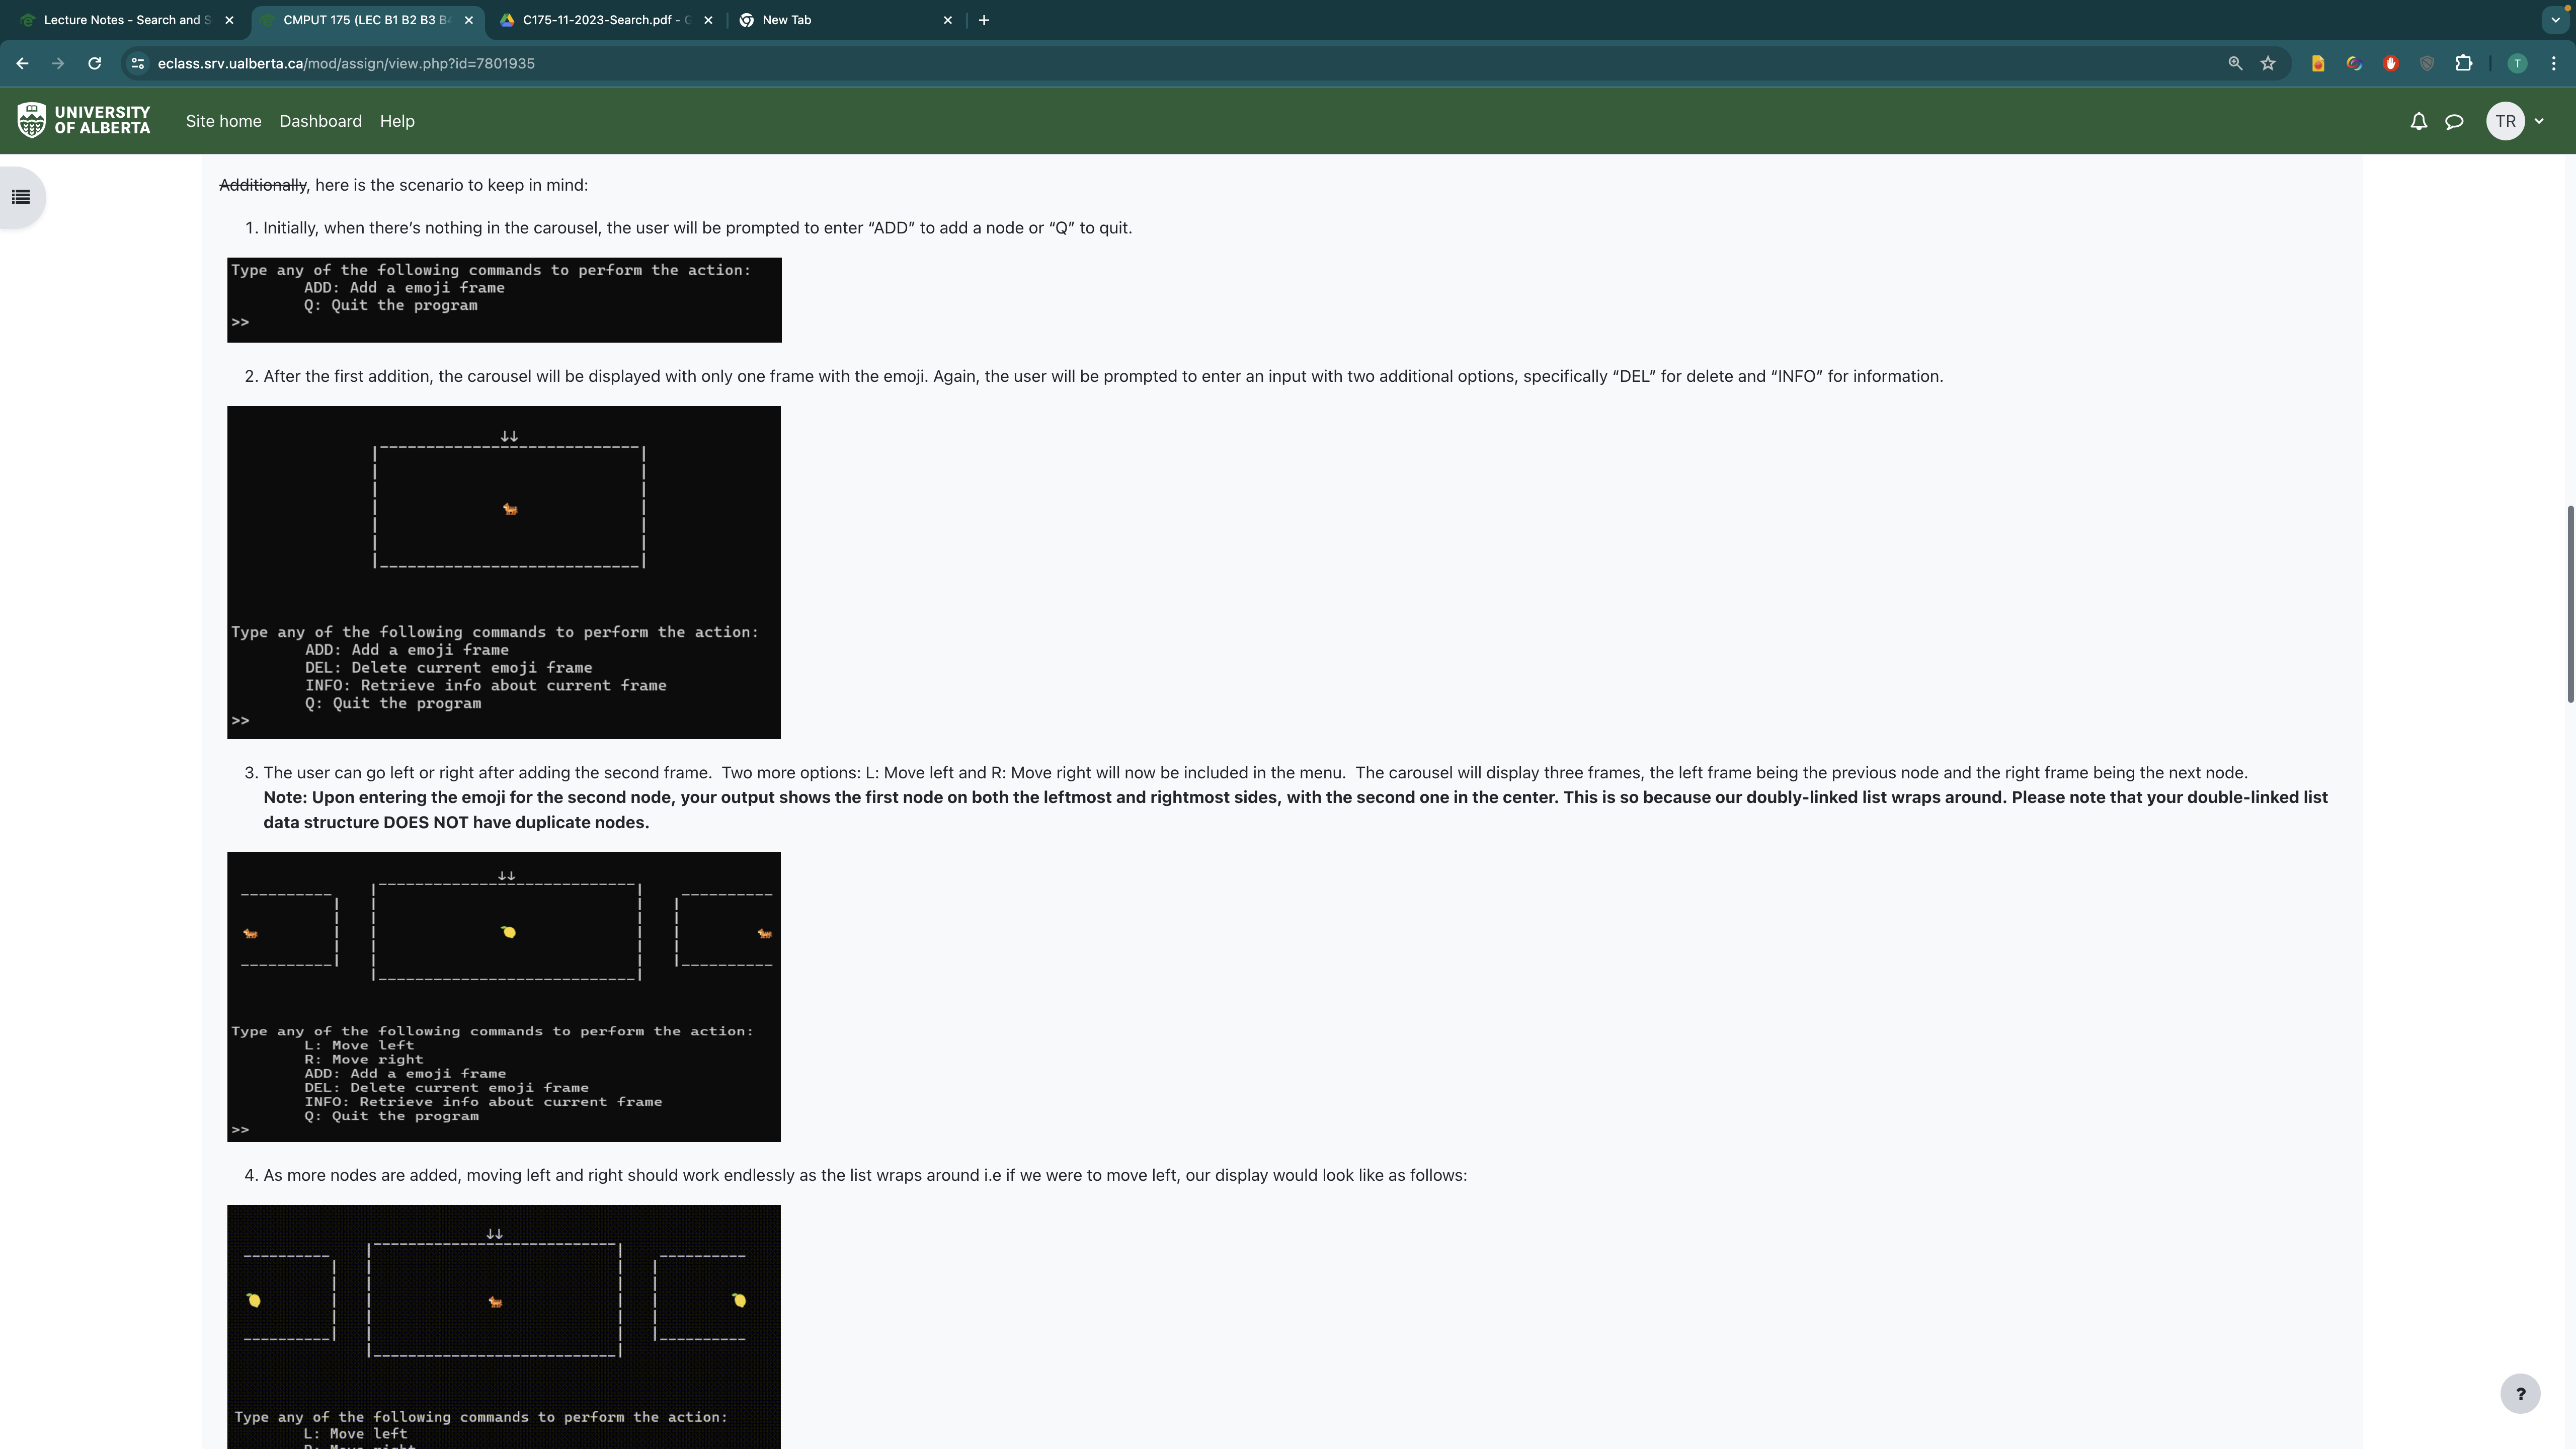 Lecture Notes - Search and S
CMPUT 175 (LEC B1 B2 B3 B4
C175-11-2023-Search.pdf - G
New Tab
eclass.srv.ualberta.ca/mod/assign/view.php?id=7801935
T
UNIVERSITY
OF ALBERTA
Site home
Dashboard
Help
TR
Additionally, here is the scenario to keep in mind:
1. Initially, when there’s nothing in the carousel, the user will be prompted to enter “ADD” to add a node or “Q” to quit.
Type any of the following commands to perform the action:
ADD: Add a emoji frame
Q: Quit the program
>>
2. After the first addition, the carousel will be displayed with only one frame with the emoji. Again, the user will be prompted to enter an input with two additional options, specifically “DEL” for delete and “INFO” for information.
Type any of the following commands to perform the action:
ADD: Add a emoji frame
DEL: Delete current emoji frame
INFO: Retrieve info about current frame
Q: Quit the program
>>
3. The user can go left or right after adding the second frame.  Two more options: L: Move left and R: Move right will now be included in the menu.  The carousel will display three frames, the left frame being the previous node and the right frame being the next node.
Note: Upon entering the emoji for the second node, your output shows the first node on both the leftmost and rightmost sides, with the second one in the center. This is so because our doubly-linked list wraps around. Please note that your double-linked list
data structure DOES NOT have duplicate nodes.
Type any of the following commands to perform the action:
L: Move left
R: Move right
ADD: Add a emoji frame
DEL: Delete current emoji frame
INFO: Retrieve info about current frame
Q: Quit the program
>>
4. As more nodes are added, moving left and right should work endlessly as the list wraps around i.e if we were to move left, our display would look like as follows:
Type any of the following commands to perform the action:
L: Move left
R: Move right
?